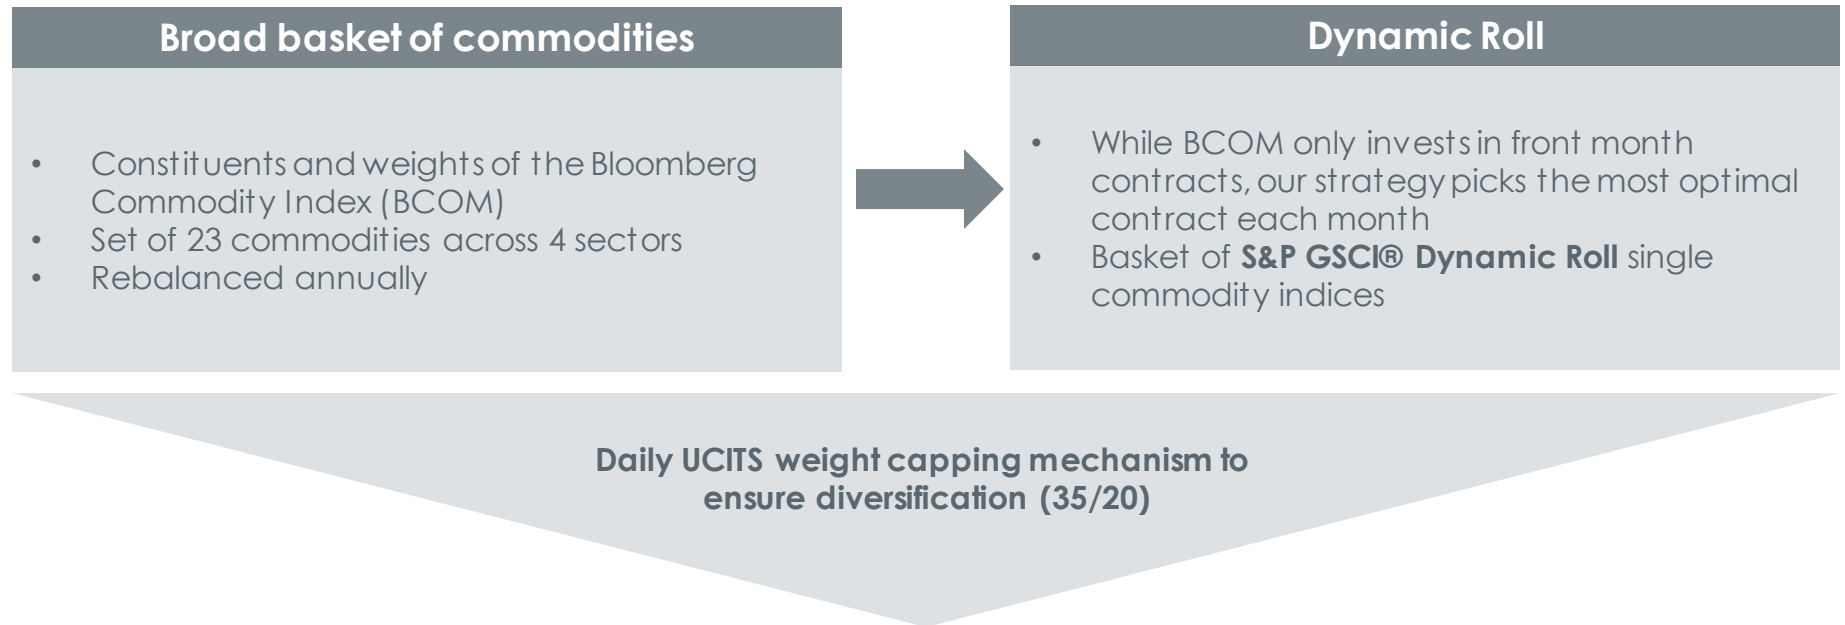 Broad basket of commodities
• Constituents and weights of the Bloomberg
Commodity Index (BCOM)
• Set of 23 commodities across 4 sectors
• Rebalanced annually
Dynamic Roll
• While BCOM only invests in front month
contracts, our strategy picks the most optimal
contract each month
• Basket of S&P GSCI® Dynamic Roll single
commodity indices
Daily UCITS weight capping mechanism to
ensure diversification (35/20)